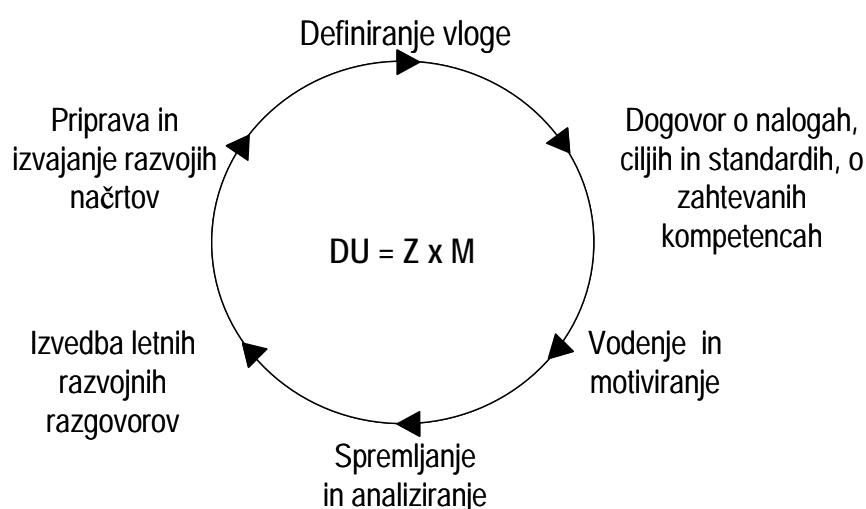 Definiranje vloge
Dogovor o nalogah,
ciljih in standardih, o
zahtevanih
kompetencah
Vodenje in
motiviranje
Spremljanje
in analiziranje
Izvedba letnih
razvojnih
razgovorov
Priprava in
izvajanje razvojih
načrtov
DU = Z x M